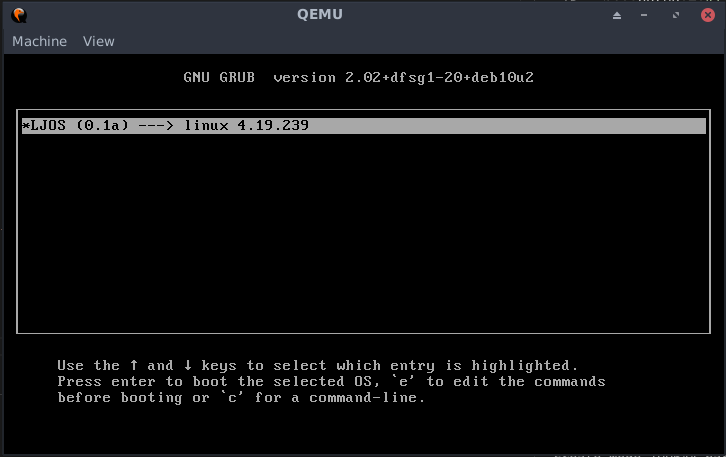 QEMU
Machine View
GNU GRUB version 2.02+dfsg1-20+deb10u2
*LJOS (0.1a) ---> linux 4.19.239
Use the ↑ and ↓ keys to select which entry is highlighted.
Press enter to boot the selected OS, `e' to edit the commands
before booting or `c' for a command-line.